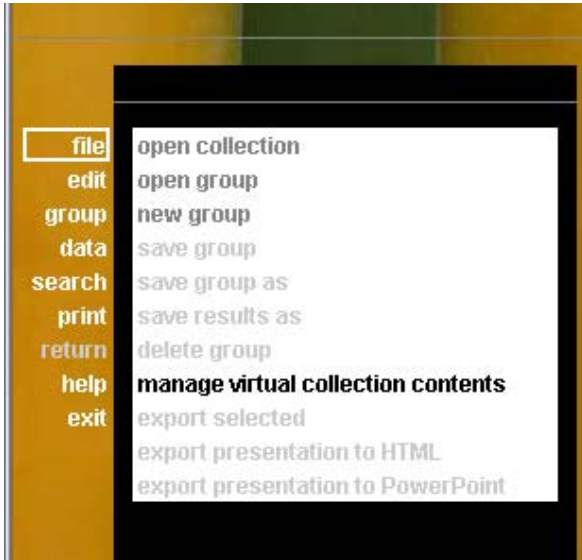 file
edit
group
data
search
print
return
help
exit
open collection
open group
new group
save group
save group as
save results as
delete group
manage virtual collection contents
export selected
export presentation to HTML
export presentation to PowerPoint